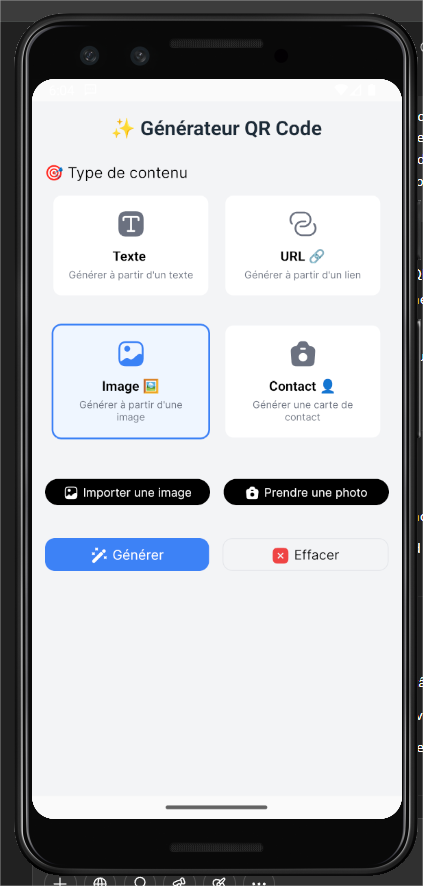 ✨ Générateur QR Code
🎯 Type de contenu
Texte
Générer à partir d'un texte
URL 🔗
Générer à partir d'un lien
Image 🖼️
Générer à partir d'une
image
Contact 👤
Générer une carte de
contact
Importer une image
Prendre une photo
Générer
Effacer